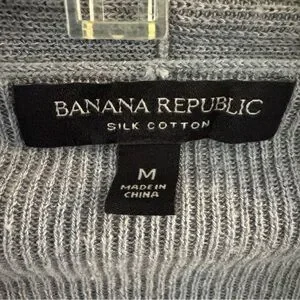 BANANA REPUBLIC
SILK COTTON
M
MADE IN
CHINA